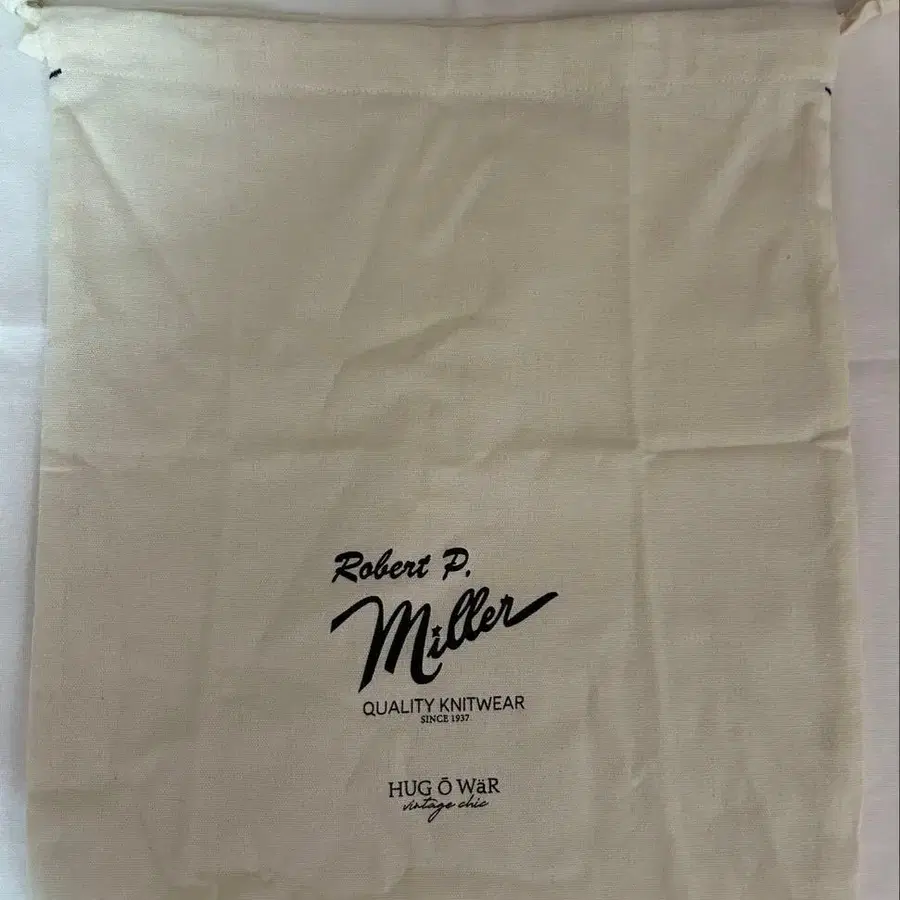 Robert P.
Miller
QUALITY KNITWEAR
SINCE 1937
HUG Ō WäR
vintage chic